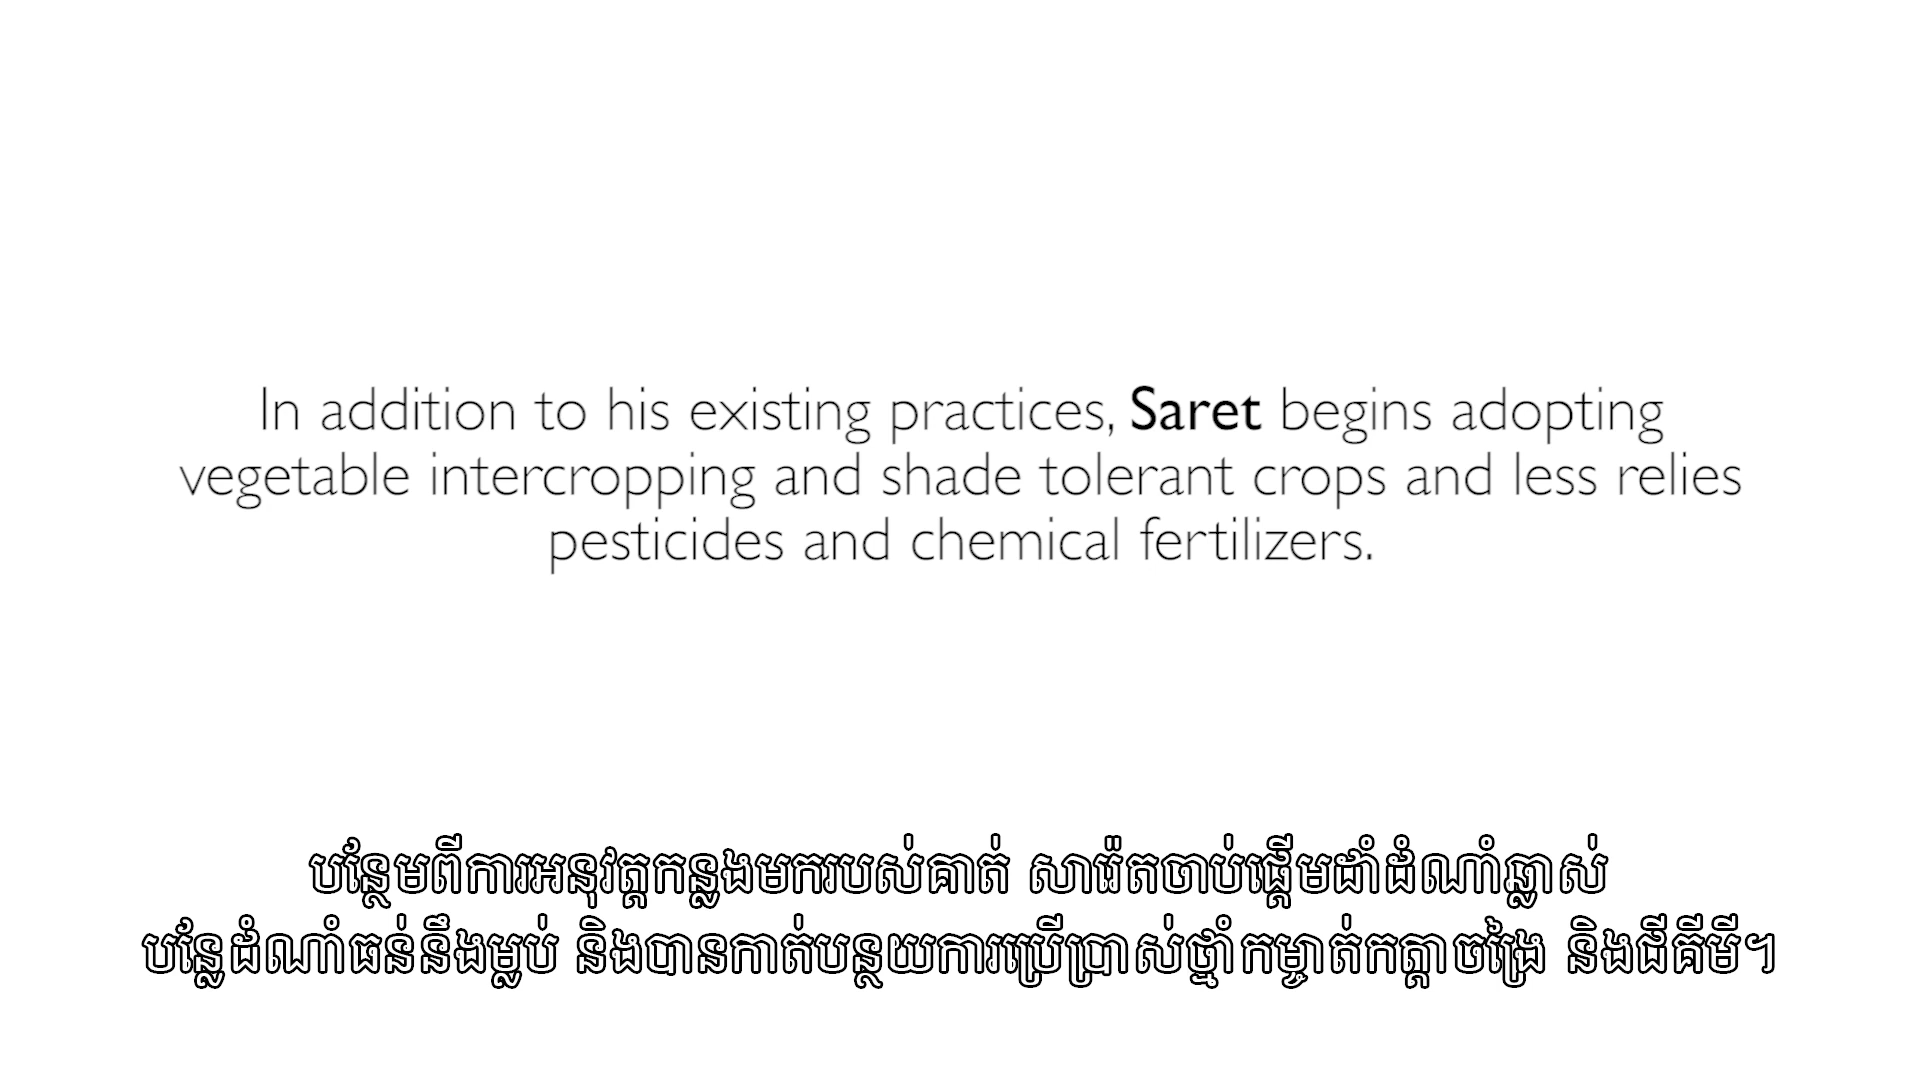 In addition to his existing practices, Saret begins adopting
vegetable intercropping and shade tolerant crops and less relies
pesticides and chemical fertilizers.
បន្ថែមពីការអនុវត្តកន្លងមករបស់គាត់ សារ៉េតចាប់ផ្ដើមដាំដំណាំឆ្លាស់
បន្លែដំណាំធន់នឹងម្លប់ និងបានកាត់បន្ថយការប្រើប្រាស់ថ្នាំកម្ចាត់កត្តាចង្រៃ និងជីគីមី។